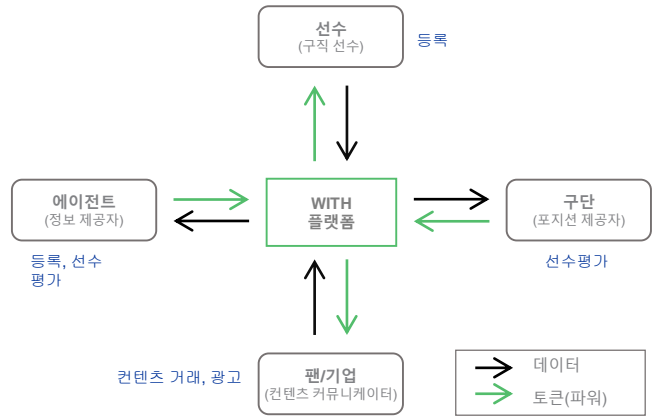 선수
(구직 선수)
등록
에이전트
(정보 제공자)
등록, 선수
평가
WITH
플랫폼
구단
(포지션 제공자)
선수평가
컨텐츠 거래, 광고
팬/기업
(컨텐츠 커뮤니케이터)
데이터
토큰(파워)